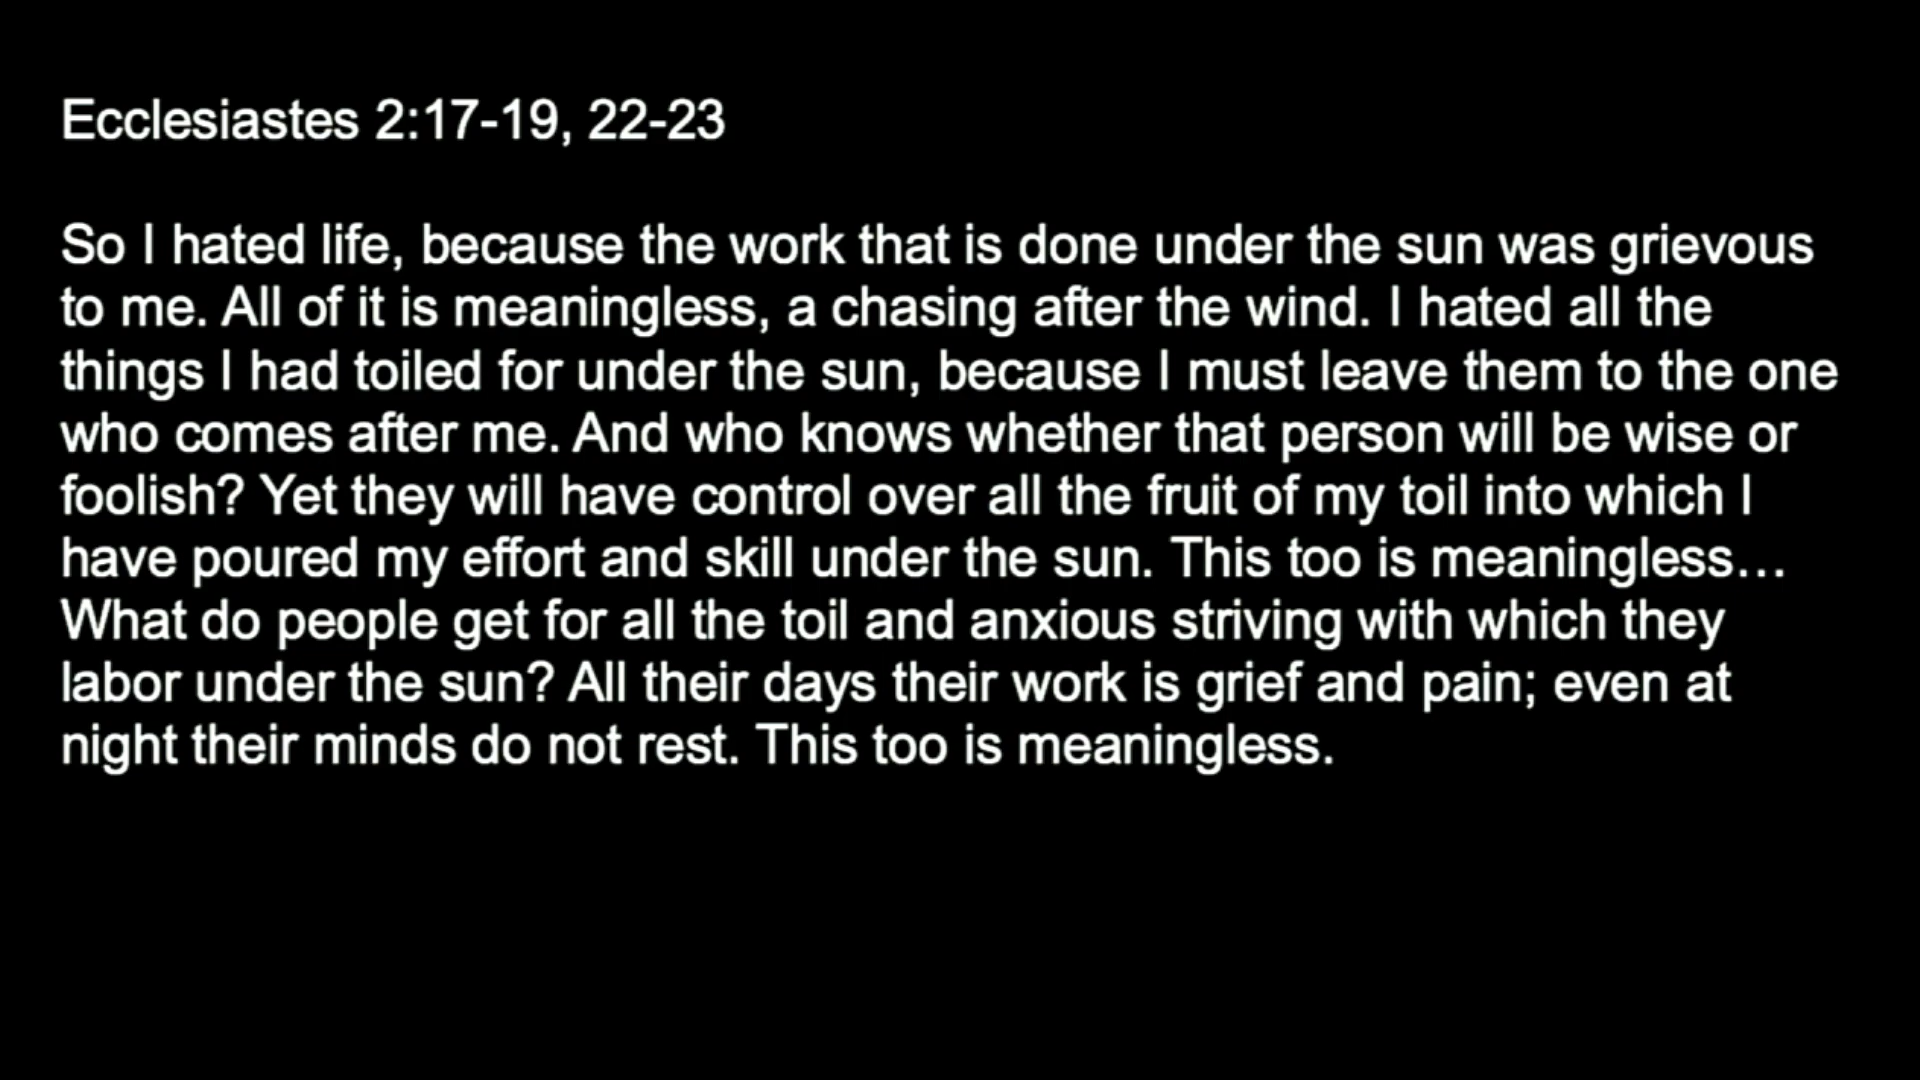 Ecclesiastes 2:17-19, 22-23
So I hated life, because the work that is done under the sun was grievous
to me. All of it is meaningless, a chasing after the wind. I hated all the
things I had toiled for under the sun, because I must leave them to the one
who comes after me. And who knows whether that person will be wise or
foolish? Yet they will have control over all the fruit of my toil into which I
have poured my effort and skill under the sun. This too is meaningless…
What do people get for all the toil and anxious striving with which they
labor under the sun? All their days their work is grief and pain; even at
night their minds do not rest. This too is meaningless.